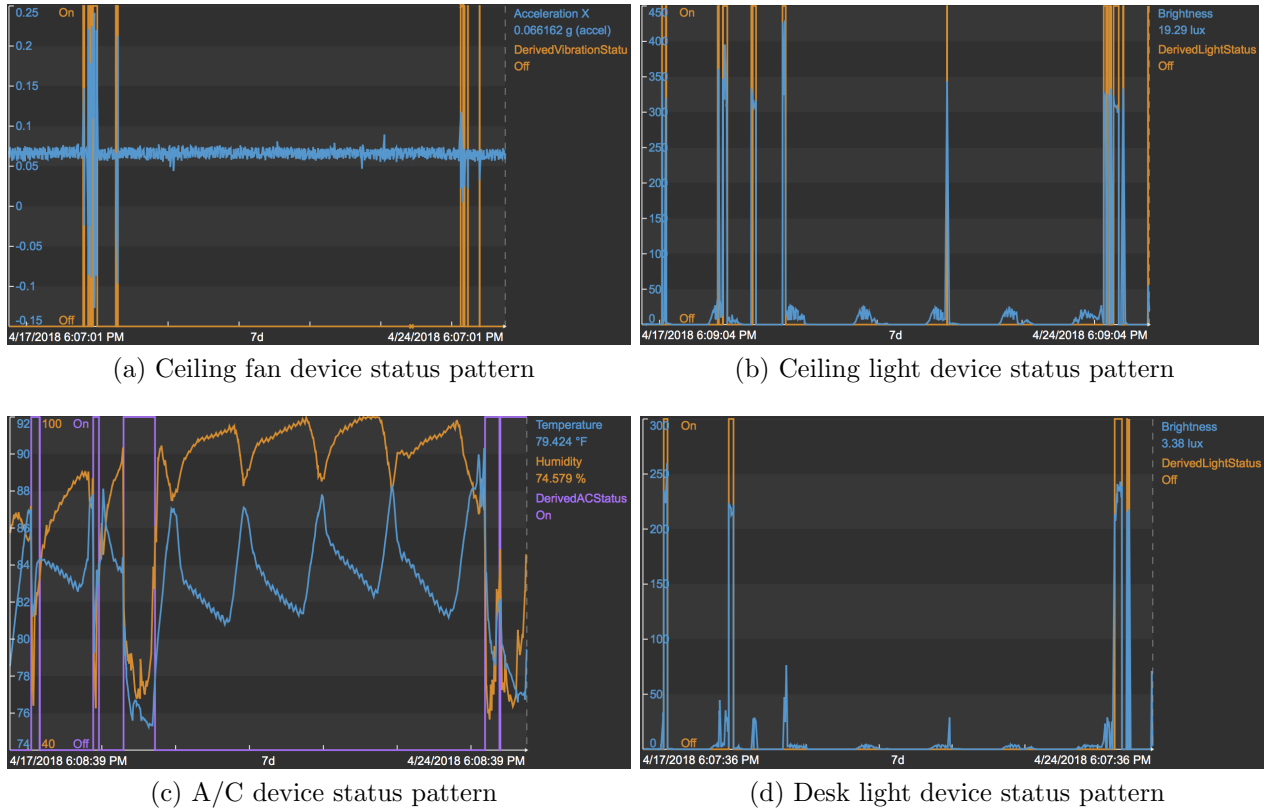 0.25
On
Acceleration X
0.066162 g (accel)
DerivedVibrationStatu
Off
0.2
0.15
0.1
0.05
0
-0.05
-0.1
-0.15
Off
4/17/2018 6:07:01 PM
7d
4/24/2018 6:07:01 PM
(a) Ceiling fan device status pattern
450
On
Brightness
19.29 lux
DerivedLightStatus
Off
400
350
300
250
200
150
100
50
0
Off
4/17/2018 6:09:04 PM
7d
4/24/2018 6:09:04 PM
(b) Ceiling light device status pattern
92
100
On
Temperature
79.424 °F
Humidity
74.579 %
DerivedACStatus
On
90
88
86
84
82
80
78
76
74
40
Off
4/17/2018 6:08:39 PM
7d
4/24/2018 6:08:39 PM
(c) A/C device status pattern
300
On
Brightness
3.38 lux
DerivedLightStatus
Off
250
200
150
100
50
0
Off
4/17/2018 6:07:36 PM
7d
4/24/2018 6:07:36 PM
(d) Desk light device status pattern